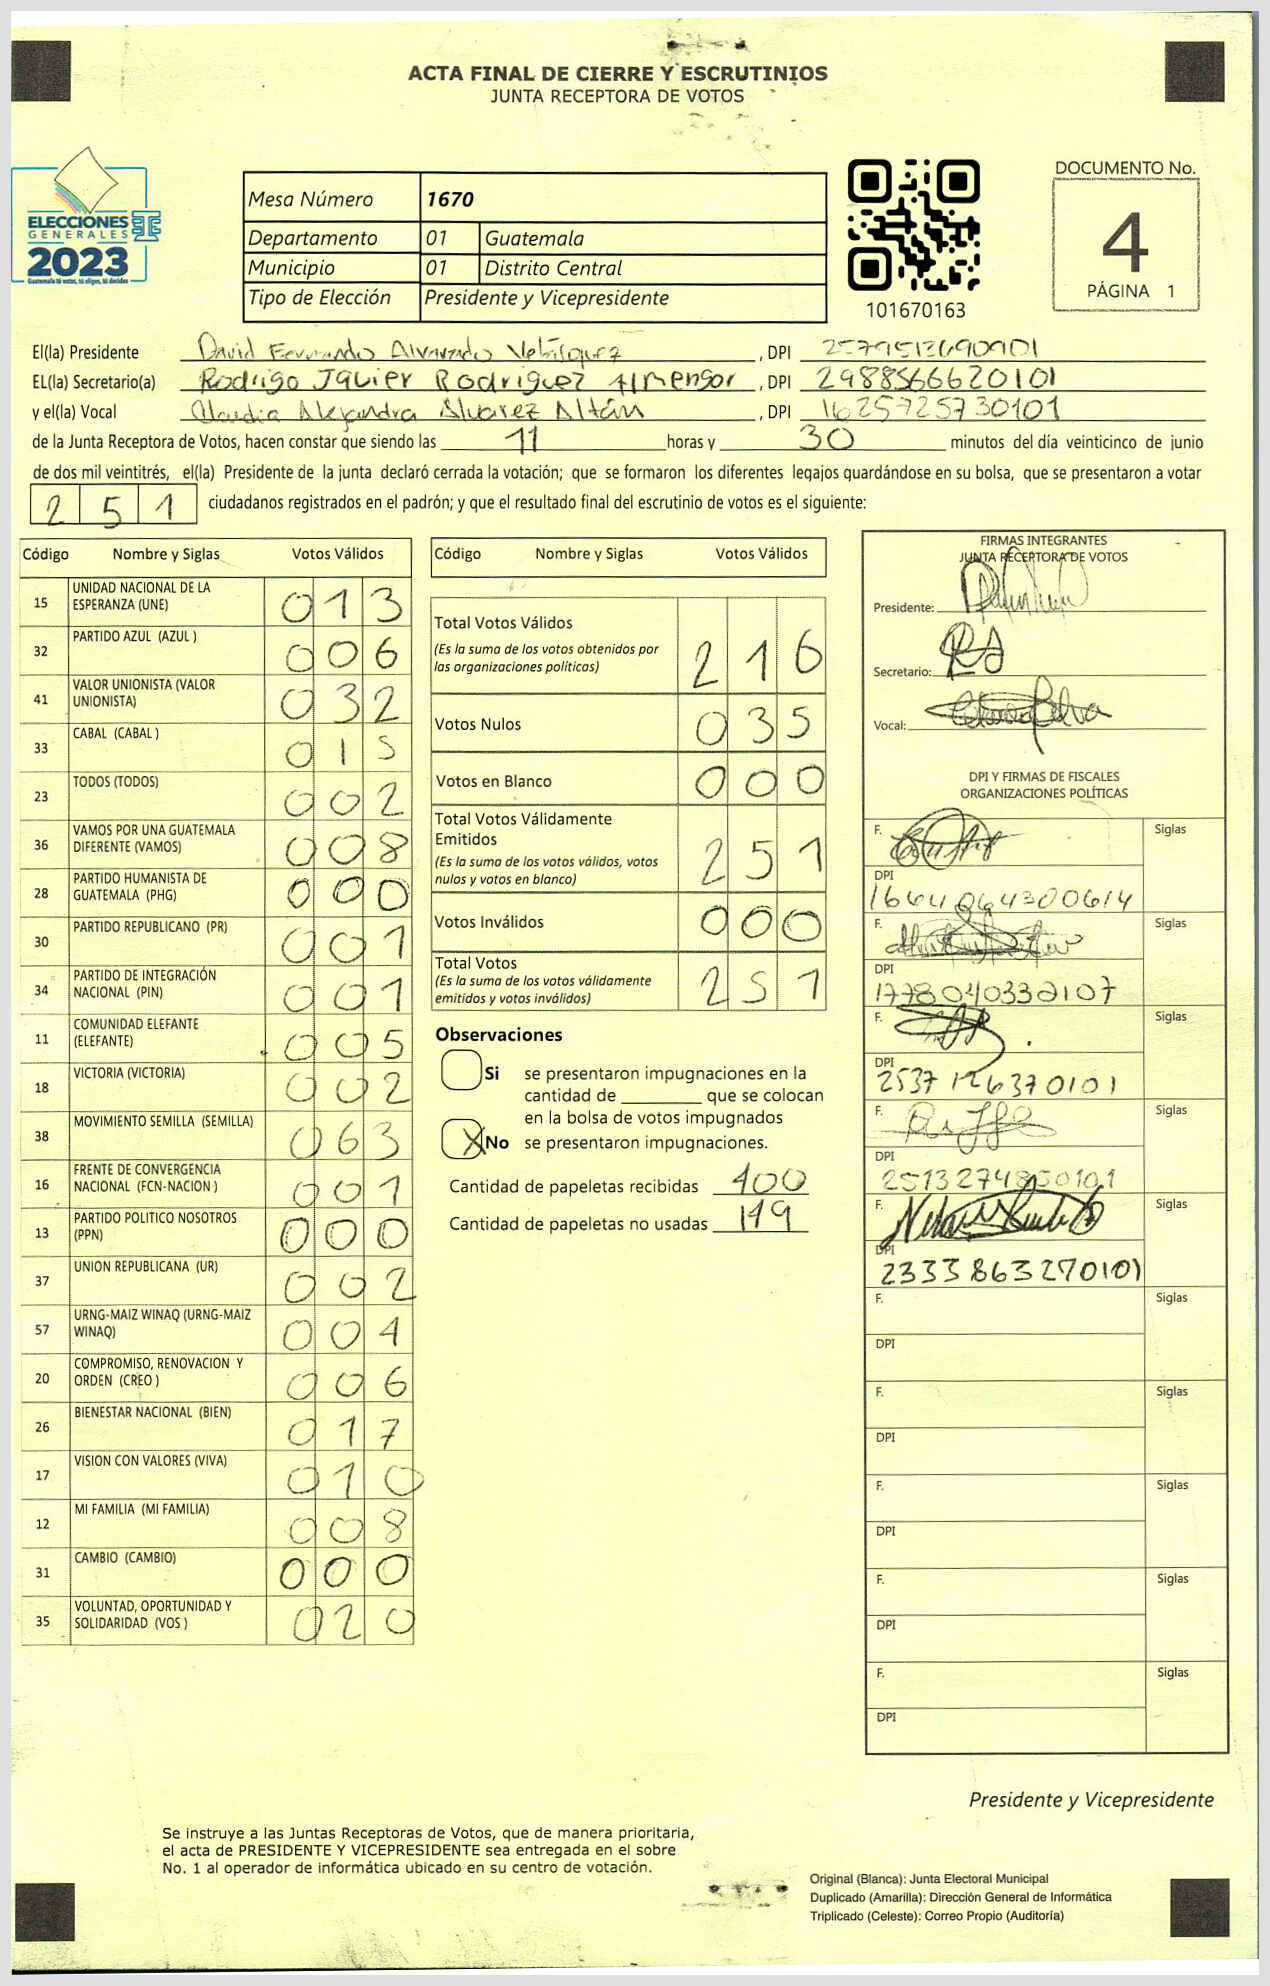 ACTA FINAL DE CIERRE Y ESCRUTINIOS
JUNTA RECEPTORA DE VOTOS
ELECCIONES
GENERALES
2023
Guatemala tú votas, tú eliges, tú decides
Mesa Número 1670
Departamento 01 Guatemala
Municipio 01 Distrito Central
Tipo de Elección Presidente y Vicepresidente
101670163
DOCUMENTO No.
4
PÁGINA 1
El(la) Presidente David Fernando Alvarado Velásquez , DPI
EL(la) Secretario(a) Rodrigo Javier Rodriguez Almengor , DPI 2988566620101
y el(la) Vocal Claudia Alejandra Alvarez Altán , DPI 1625725730101
de la Junta Receptora de Votos, hacen constar que siendo las 11 horas y 30 minutos del día veinticinco de junio
de dos mil veintitrés, el(la) Presidente de la junta declaró cerrada la votación; que se formaron los diferentes legajos guardándose en su bolsa, que se presentaron a votar
251 ciudadanos registrados en el padrón; y que el resultado final del escrutinio de votos es el siguiente:
Código Nombre y Siglas Votos Válidos
15 UNIDAD NACIONAL DE LA ESPERANZA (UNE) 013
32 PARTIDO AZUL (AZUL ) 006
41 VALOR UNIONISTA (VALOR UNIONISTA) 032
33 CABAL (CABAL ) 015
23 TODOS (TODOS) 002
36 VAMOS POR UNA GUATEMALA DIFERENTE (VAMOS) 008
28 PARTIDO HUMANISTA DE GUATEMALA (PHG) 000
30 PARTIDO REPUBLICANO (PR) 001
34 PARTIDO DE INTEGRACIÓN NACIONAL (PIN) 001
11 COMUNIDAD ELEFANTE (ELEFANTE) 005
18 VICTORIA (VICTORIA) 002
38 MOVIMIENTO SEMILLA (SEMILLA) 063
16 FRENTE DE CONVERGENCIA NACIONAL (FCN-NACION ) 001
13 PARTIDO POLITICO NOSOTROS (PPN) 000
37 UNION REPUBLICANA (UR) 002
57 URNG-MAIZ WINAQ (URNG-MAIZ WINAQ) 004
20 COMPROMISO, RENOVACION Y ORDEN (CREO ) 006
26 BIENESTAR NACIONAL (BIEN) 017
17 VISION CON VALORES (VIVA) 010
12 MI FAMILIA (MI FAMILIA) 008
31 CAMBIO (CAMBIO) 000
35 VOLUNTAD, OPORTUNIDAD Y SOLIDARIDAD (VOS ) 020
Código Nombre y Siglas Votos Válidos
Total Votos Válidos 216
(Es la suma de los votos obtenidos por
las organizaciones políticas)
Votos Nulos 035
Votos en Blanco 000
Total Votos Válidamente
Emitidos 251
(Es la suma de los votos válidos, votos
nulos y votos en blanco)
Votos Inválidos 000
Total Votos 251
(Es la suma de los votos válidamente
emitidos y votos inválidos)
Observaciones
Si se presentaron impugnaciones en la
cantidad de ________ que se colocan
en la bolsa de votos impugnados
X No se presentaron impugnaciones.
Cantidad de papeletas recibidas 400
Cantidad de papeletas no usadas 149
FIRMAS INTEGRANTES
JUNTA RECEPTORA DE VOTOS
Presidente:
Secretario:
Vocal:
DPI Y FIRMAS DE FISCALES
ORGANIZACIONES POLÍTICAS
F. Siglas
DPI
F. Siglas
DPI 1778040332107
F. Siglas
DPI 2537126370101
F. Siglas
DPI 2513274850101
F. Siglas
DPI 2333863270101
F. Siglas
DPI
F. Siglas
DPI
F. Siglas
DPI
F. Siglas
DPI
F. Siglas
DPI
Presidente y Vicepresidente
Se instruye a las Juntas Receptoras de Votos, que de manera prioritaria,
el acta de PRESIDENTE Y VICEPRESIDENTE sea entregada en el sobre
No. 1 al operador de informática ubicado en su centro de votación.
Original (Blanca): Junta Electoral Municipal
Duplicado (Amarilla): Dirección General de Informática
Triplicado (Celeste): Correo Propio (Auditoría)